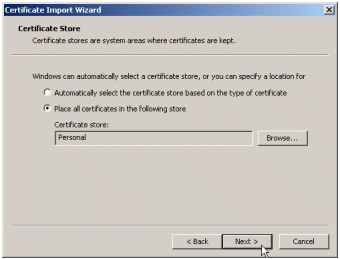 Certificate Import Wizard
Certificate Store
Certificate stores are system areas where certificates are kept.
Windows can automatically select a certificate store, or you can specify a location for
Automatically select the certificate store based on the type of certificate
Place all certificates in the following store
Certificate store:
Personal
Browse...
< Back
Next >
Cancel